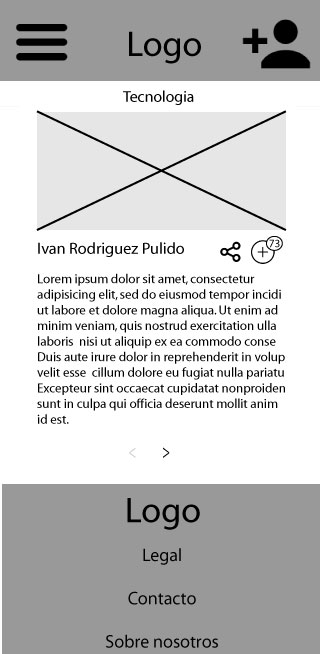 Logo
Tecnologia
Ivan Rodriguez Pulido
73
Lorem ipsum dolor sit amet, consectetur
adipisicing elit, sed do eiusmod tempor incidi
ut labore et dolore magna aliqua. Ut enim ad
minim veniam, quis nostrud exercitation ulla
laboris nisi ut aliquip ex ea commodo conse
Duis aute irure dolor in reprehenderit in volup
velit esse cillum dolore eu fugiat nulla pariatu
Excepteur sint occaecat cupidatat nonproiden
sunt in culpa qui officia deserunt mollit anim
id est.
Logo
Legal
Contacto
Sobre nosotros